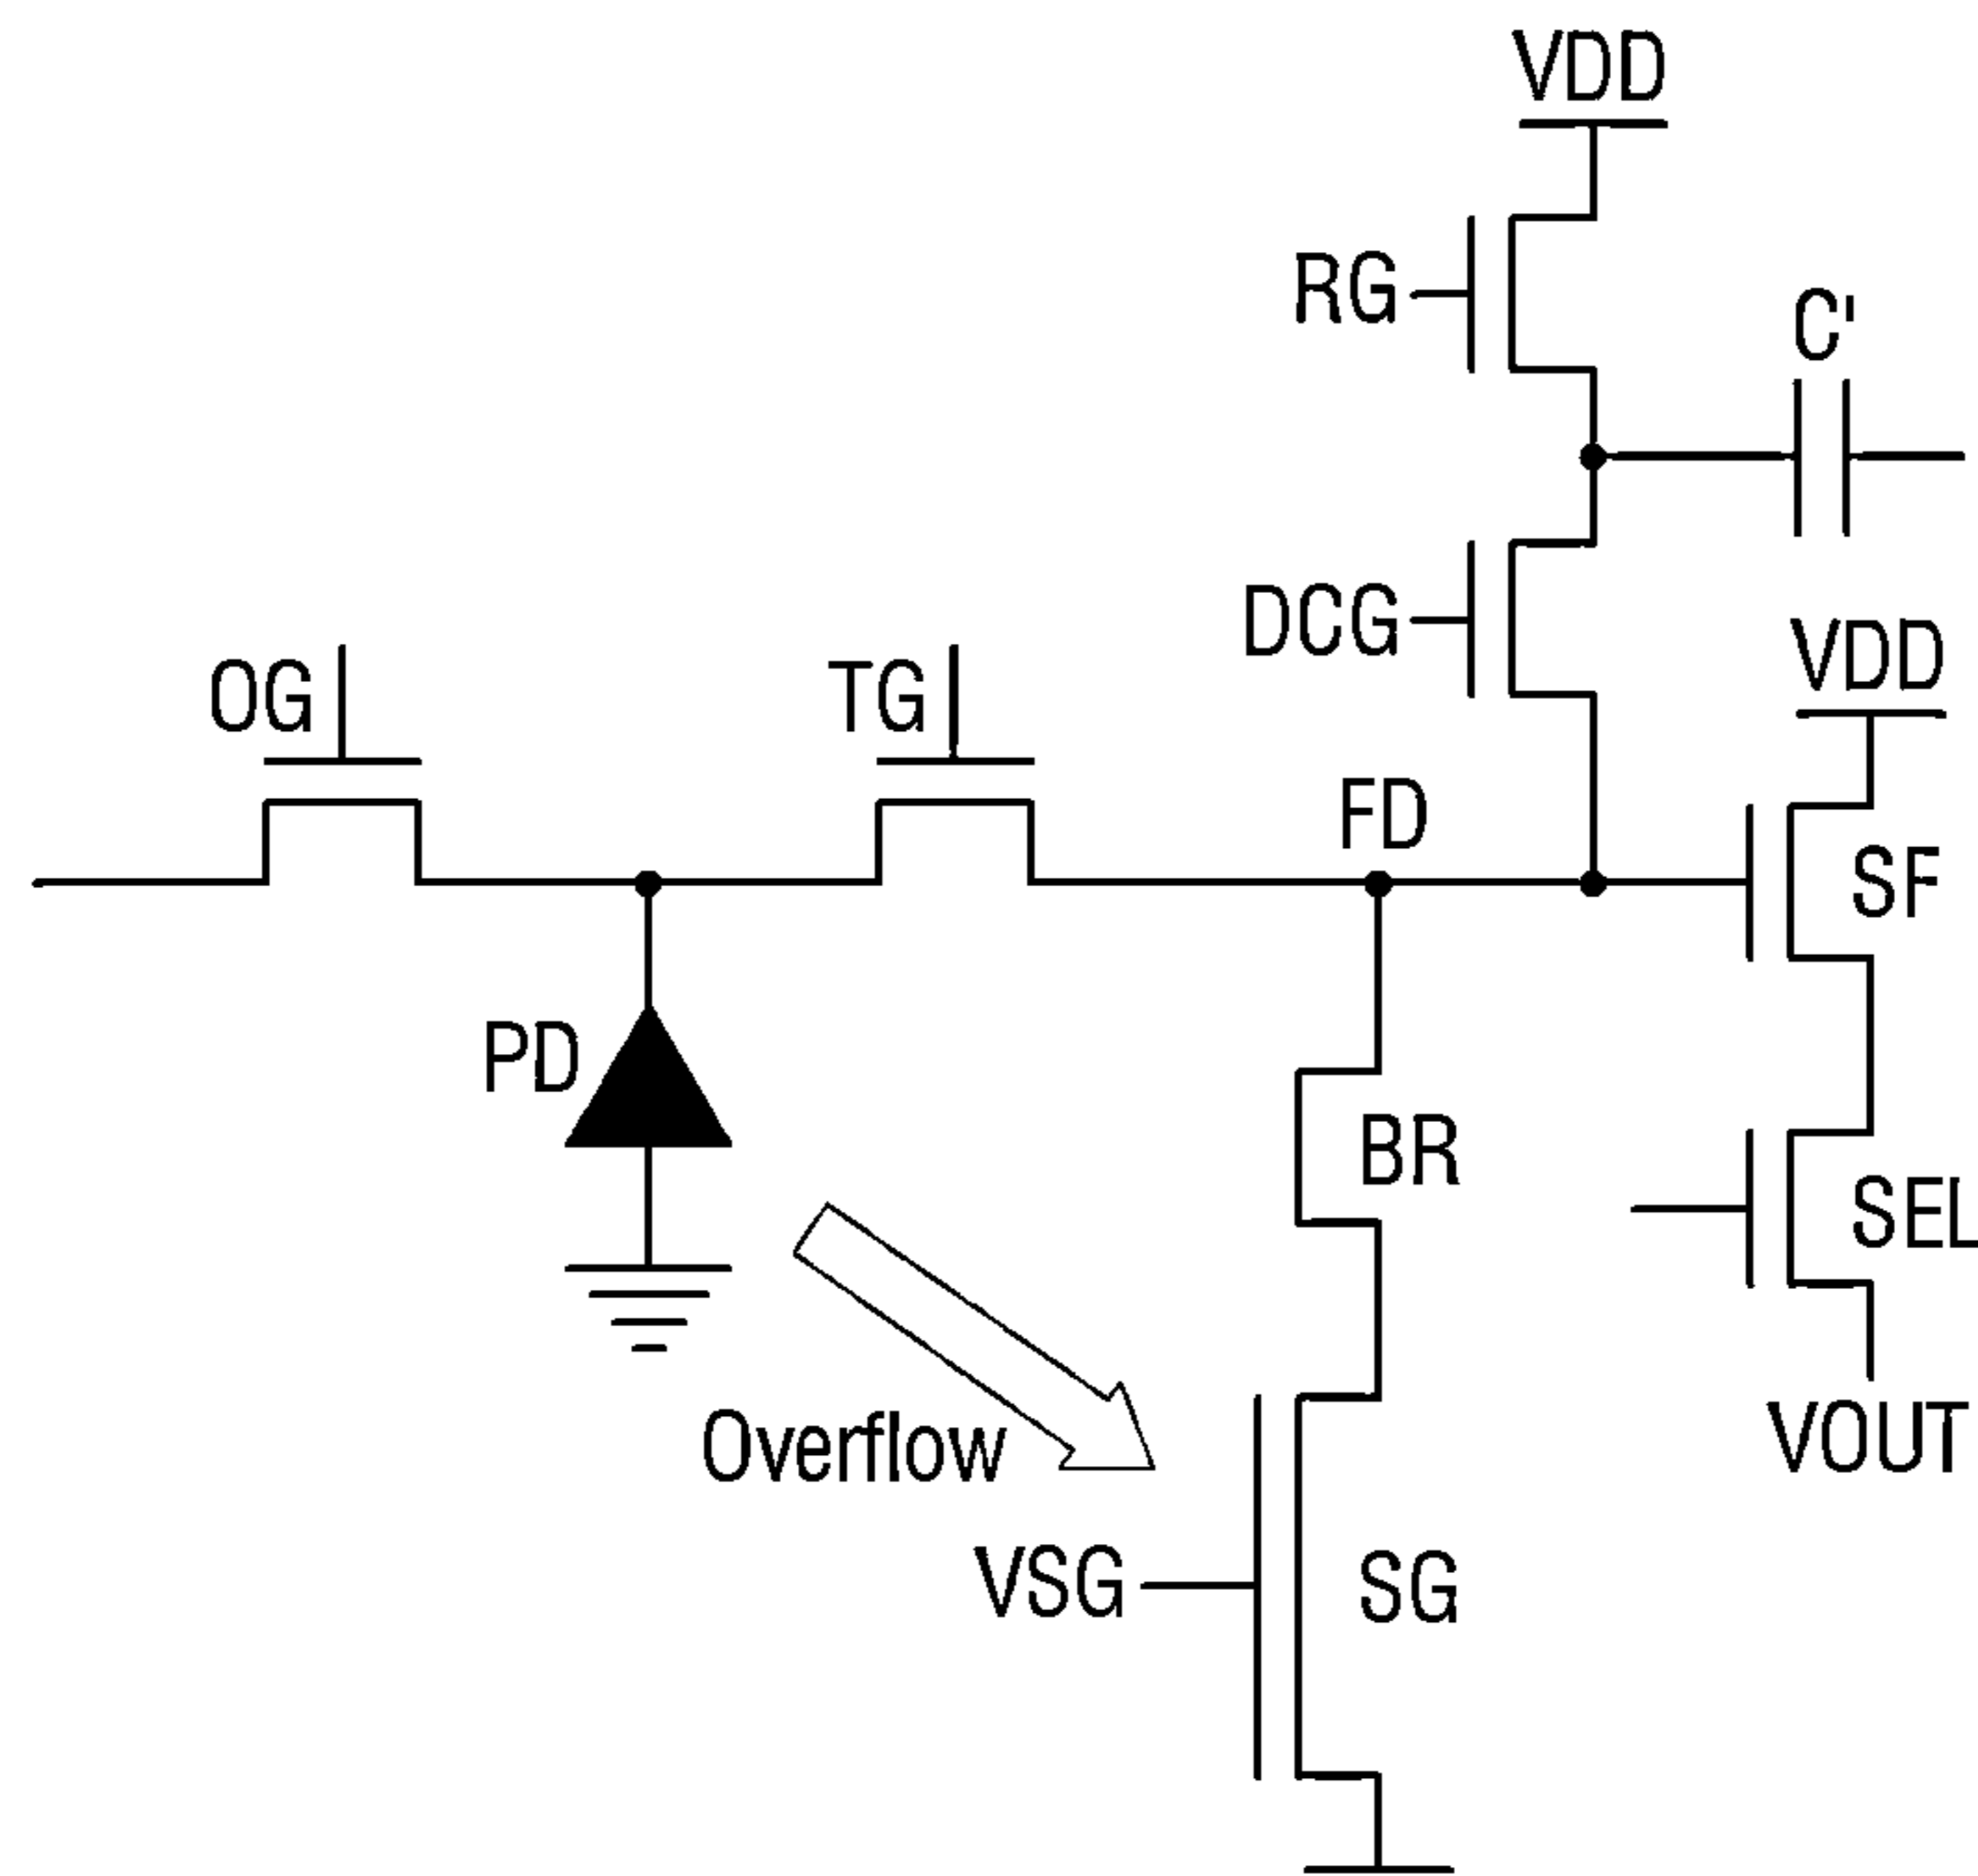 VDD
RG
C'
DCG
VDD
OG
TG
FD
SF
PD
BR
SEL
Overflow
VOUT
VSG
SG